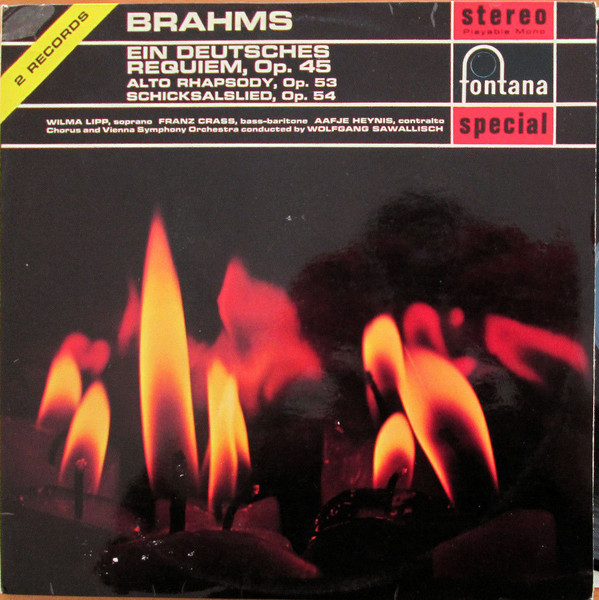 2 RECORDS
BRAHMS
EIN DEUTSCHES
REQUIEM, Op. 45
ALTO RHAPSODY, Op. 53
SCHICKSALSLIED, Op. 54
WILMA LIPP, soprano FRANZ CRASS, bass-baritone AAFJE HEYNIS, contralto
Chorus and Vienna Symphony Orchestra conducted by WOLFGANG SAWALLISCH
stereo
Playable Mono
fontana
special